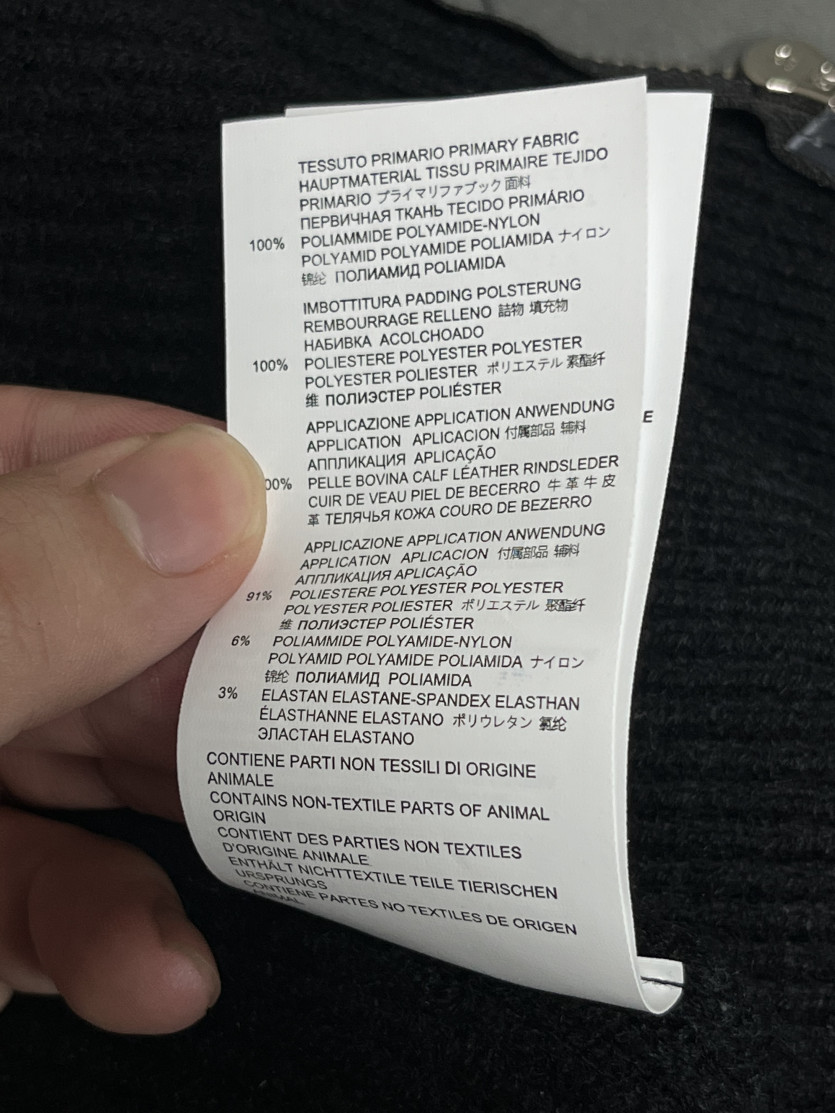 TESSUTO PRIMARIO PRIMARY FABRIC
HAUPTMATERIAL TISSU PRIMAIRE TEJIDO
PRIMARIO プライマリファブック 面料
ПЕРВИЧНАЯ ТКАНЬ TECIDO PRIMÁRIO
100% POLIAMMIDE POLYAMIDE-NYLON
POLYAMID POLYAMIDE POLIAMIDA ナイロン
锦纶 ПОЛИАМИД POLIAMIDA
IMBOTTITURA PADDING POLSTERUNG
REMBOURRAGE RELLENO 詰物 填充物
НАБИВКА ACOLCHOADO
100% POLIESTERE POLYESTER POLYESTER
POLYESTER POLIESTER ポリエステル 素酯纤
维 ПОЛИЭСТЕР POLIÉSTER
APPLICAZIONE APPLICATION ANWENDUNG
APPLICATION APLICACION 付属部品 辅料
АППЛИКАЦИЯ APLICAÇÃO
00% PELLE BOVINA CALF LÉATHER RINDSLEDER
CUIR DE VEAU PIEL DE BECERRO 牛革牛皮
革 ТЕЛЯЧЬЯ КОЖА COURO DE BEZERRO
APPLICAZIONE APPLICATION ANWENDUNG
APPLICATION APLICACION 付属部品 辅料
АППЛИКАЦИЯ APLICAÇÃO
91% POLIESTERE POLYESTER POLYESTER
POLYESTER POLIESTER ポリエステル 聚酯纤
维 ПОЛИЭСТЕР POLIÉSTER
6% POLIAMMIDE POLYAMIDE-NYLON
POLYAMID POLYAMIDE POLIAMIDA ナイロン
锦纶 ПОЛИАМИД POLIAMIDA
3% ELASTAN ELASTANE-SPANDEX ELASTHAN
ÉLASTHANNE ELASTANO ポリウレタン 氨纶
ЭЛАСТАН ELASTANO
CONTIENE PARTI NON TESSILI DI ORIGINE
ANIMALE
CONTAINS NON-TEXTILE PARTS OF ANIMAL
ORIGIN
CONTIENT DES PARTIES NON TEXTILES
D'ORIGINE ANIMALE
ENTHÄLT NICHTTEXTILE TEILE TIERISCHEN
URSPRUNGS
CONTIENE PARTES NO TEXTILES DE ORIGEN
E